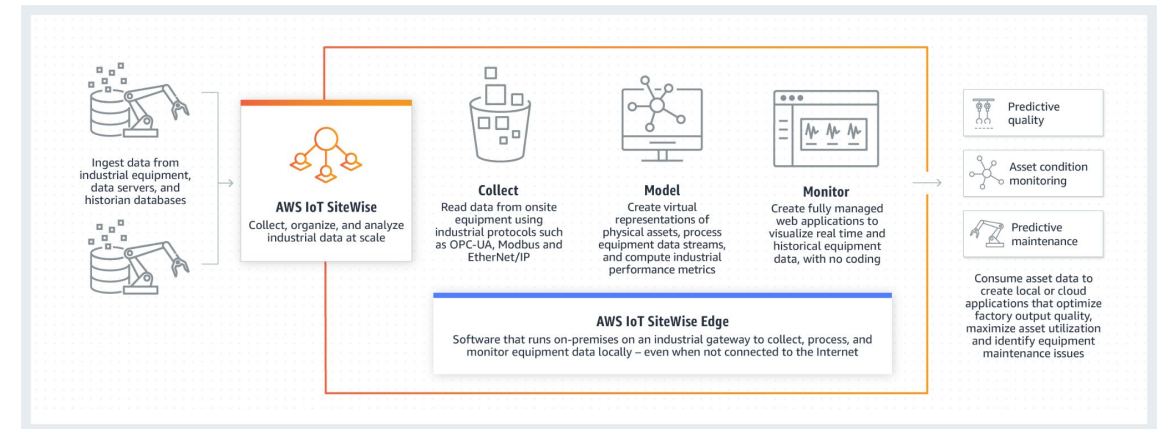 Ingest data from
industrial equipment,
data servers, and
historian databases
AWS IoT SiteWise
Collect, organize, and analyze
industrial data at scale
Collect
Read data from onsite
equipment using
industrial protocols such
as OPC-UA, Modbus and
EtherNet/IP
Model
Create virtual
representations of
physical assets, process
equipment data streams,
and compute industrial
performance metrics
Monitor
Create fully managed
web applications to
visualize real time and
historical equipment
data, with no coding
AWS IoT SiteWise Edge
Software that runs on-premises on an industrial gateway to collect, process, and
monitor equipment data locally – even when not connected to the Internet
Predictive
quality
Asset condition
monitoring
Predictive
maintenance
Consume asset data to
create local or cloud
applications that optimize
factory output quality,
maximize asset utilization
and identify equipment
maintenance issues